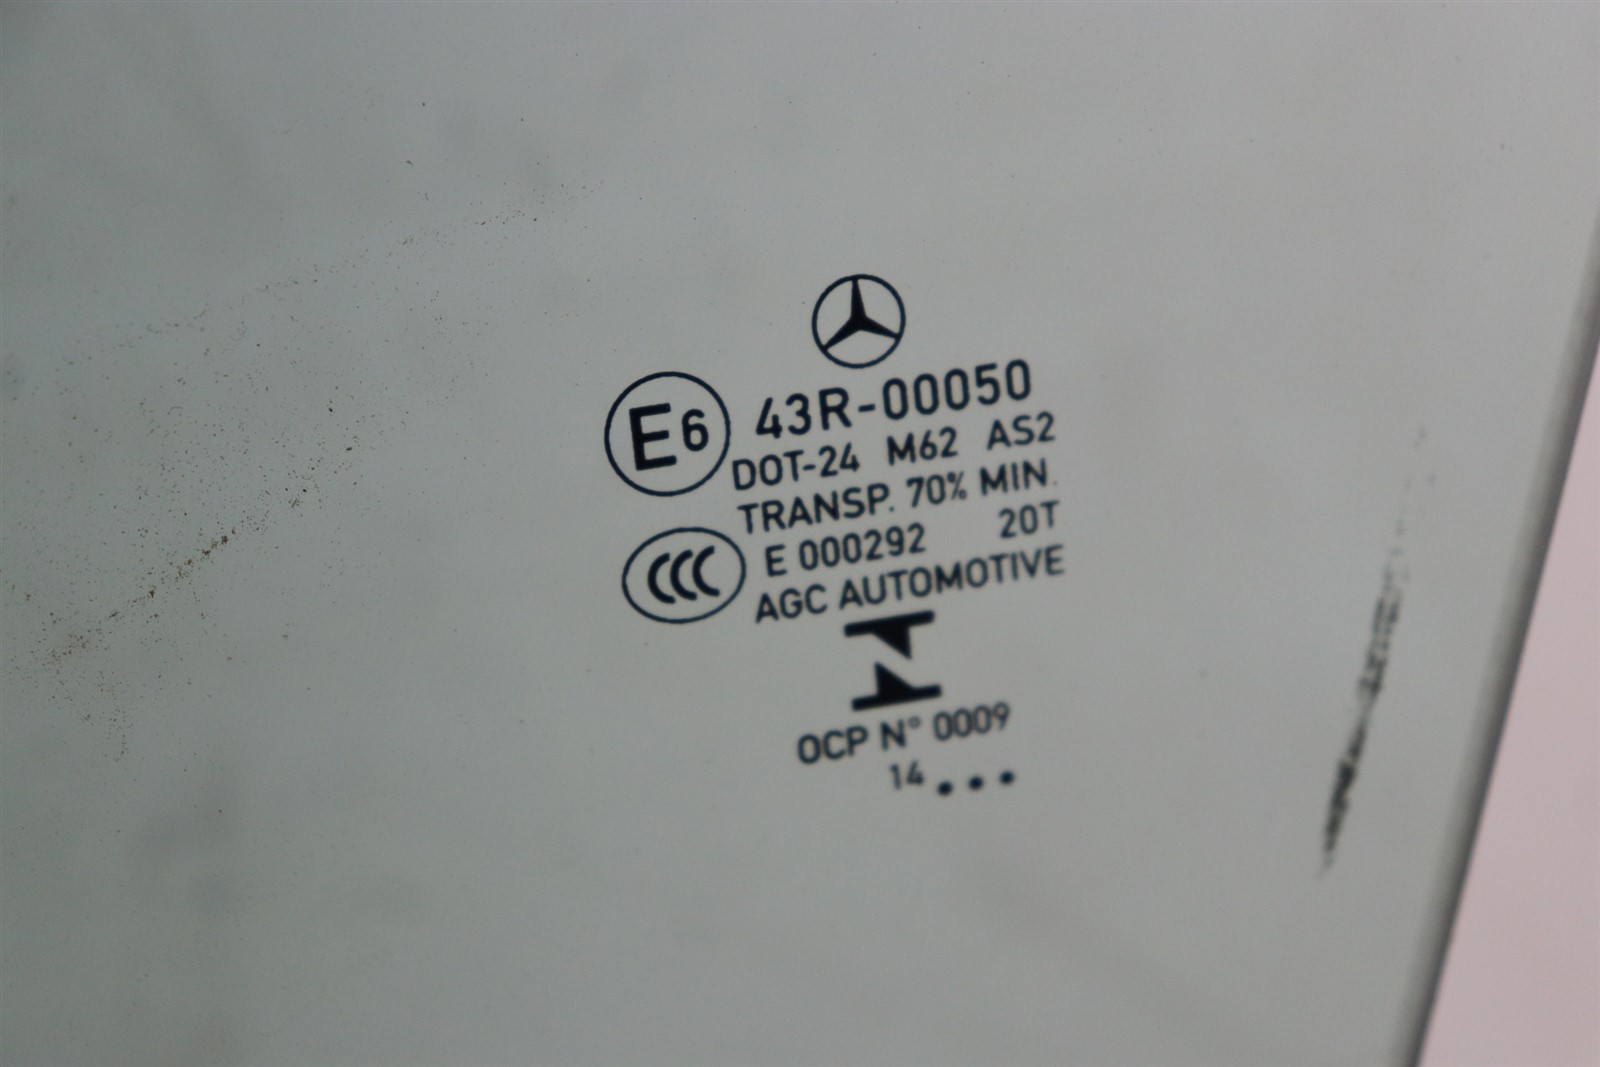 E6 43R-00050
DOT-24 M62 AS2
TRANSP. 70% MIN.
CCC E 000292 20T
AGC AUTOMOTIVE
OCP N° 0009
14...